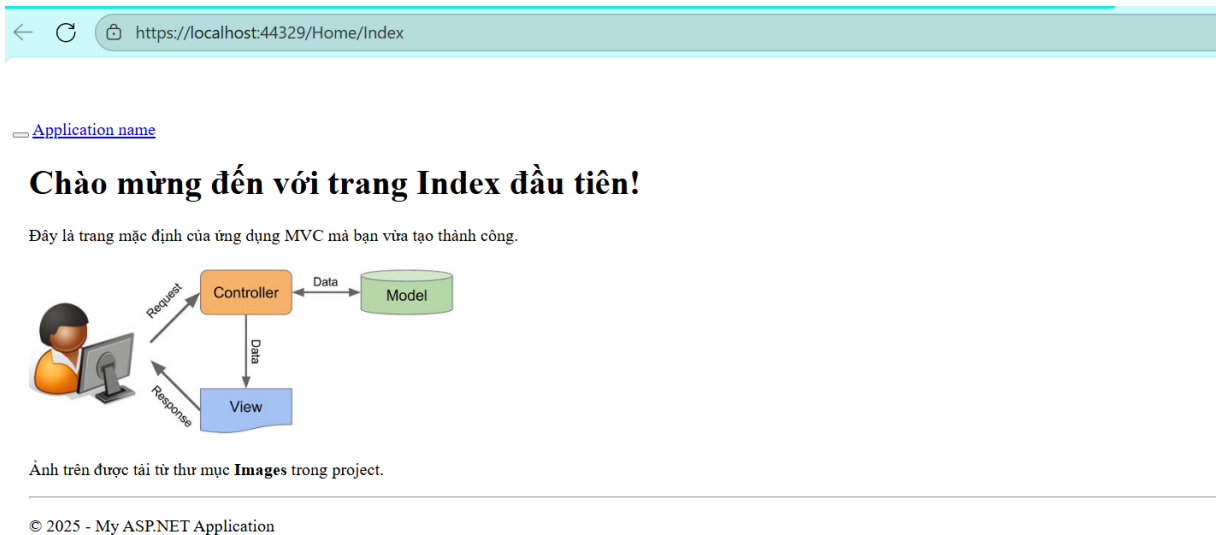 https://localhost:44329/Home/Index
Application name
Chào mừng đến với trang Index đầu tiên!
Đây là trang mặc định của ứng dụng MVC mà bạn vừa tạo thành công.
Request
Controller
Data
Model
Data
Response
View
Ảnh trên được tải từ thư mục Images trong project.
© 2025 - My ASP.NET Application